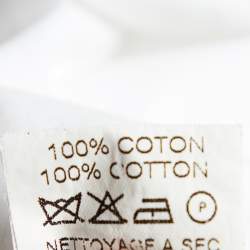 100% COTON
100% COTTON
P
NETTOYAGE A SEC